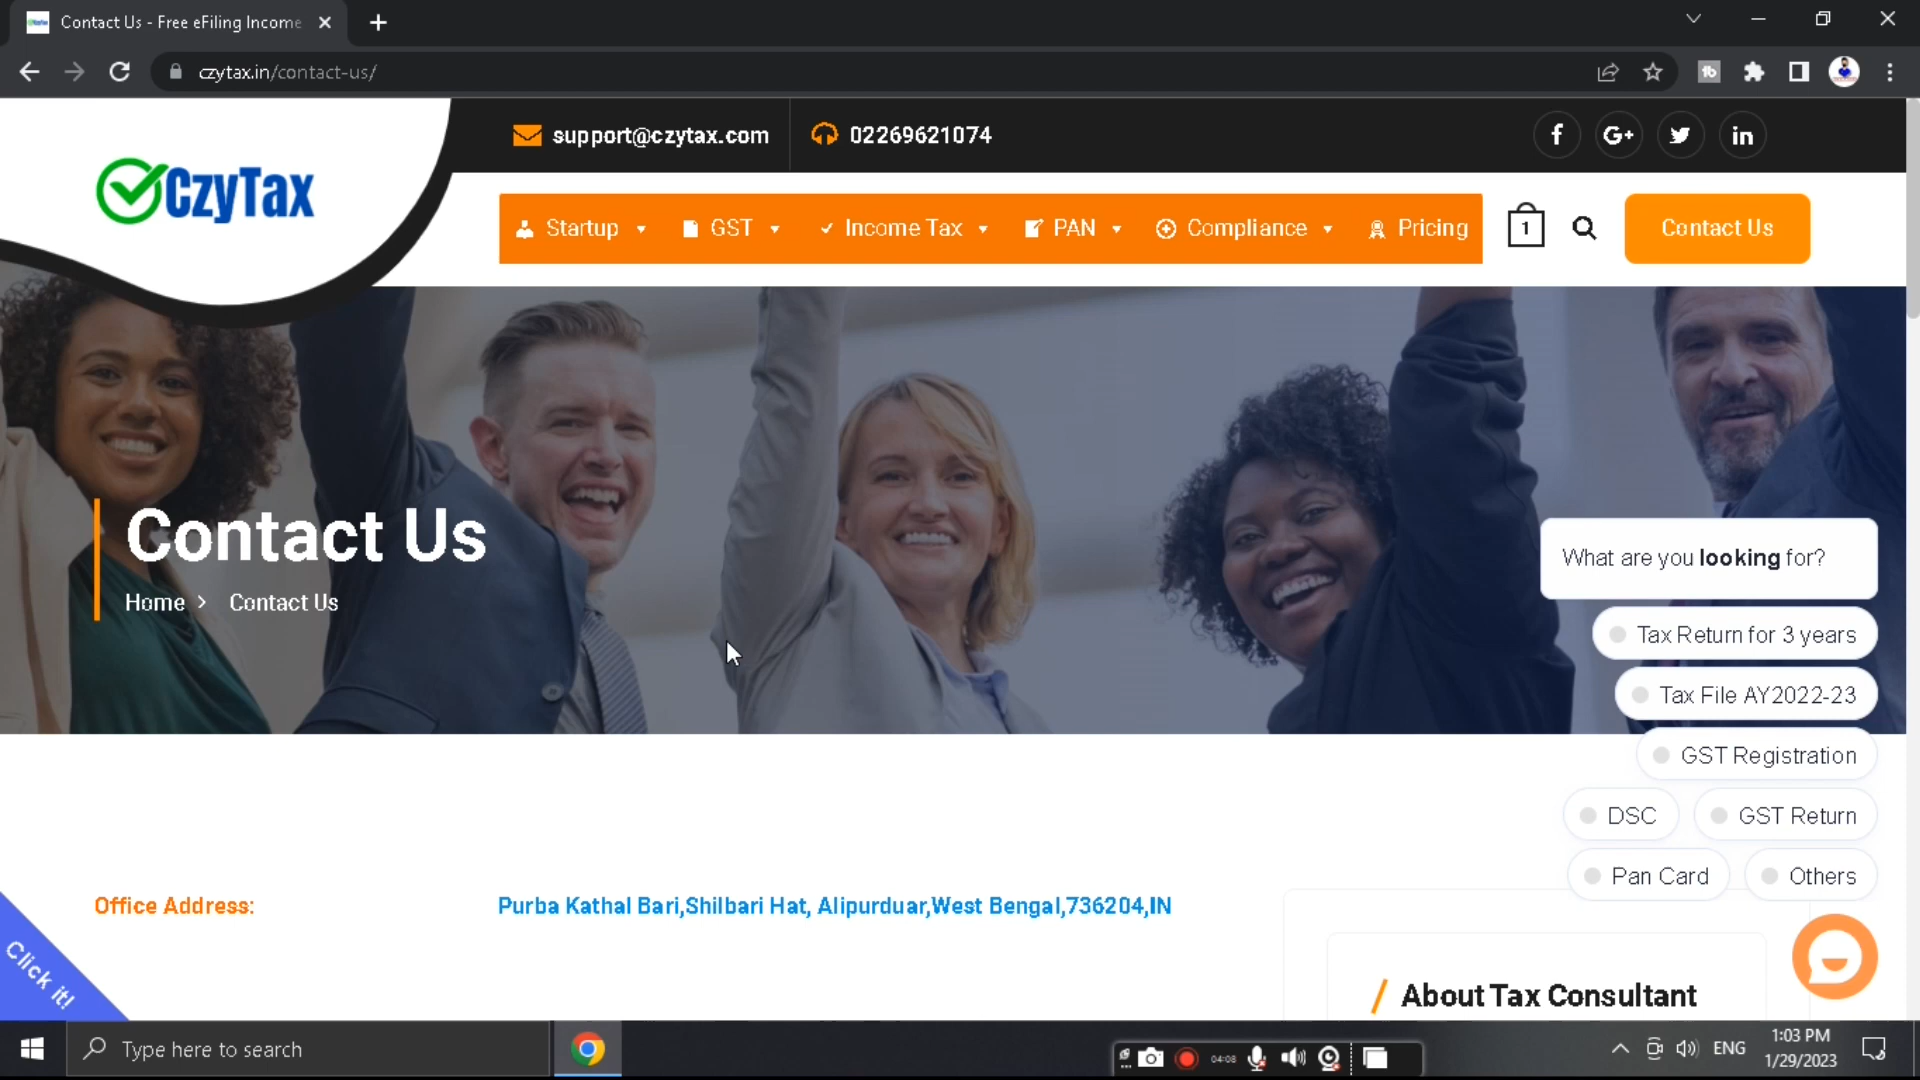 Contact Us - Free eFiling Income
czytax.in/contact-us/
support@czytax.com
02269621074
f
G+
in
CzyTax
Startup
GST
Income Tax
PAN
Compliance
Pricing
1
Contact Us
Contact Us
Home > Contact Us
What are you looking for?
Tax Return for 3 years
Tax File AY2022-23
GST Registration
DSC
GST Return
Pan Card
Others
Office Address:
Purba Kathal Bari,Shilbari Hat, Alipurduar,West Bengal,736204,IN
Click it!
About Tax Consultant
Type here to search
04:08
ENG
1:03 PM
1/29/2023